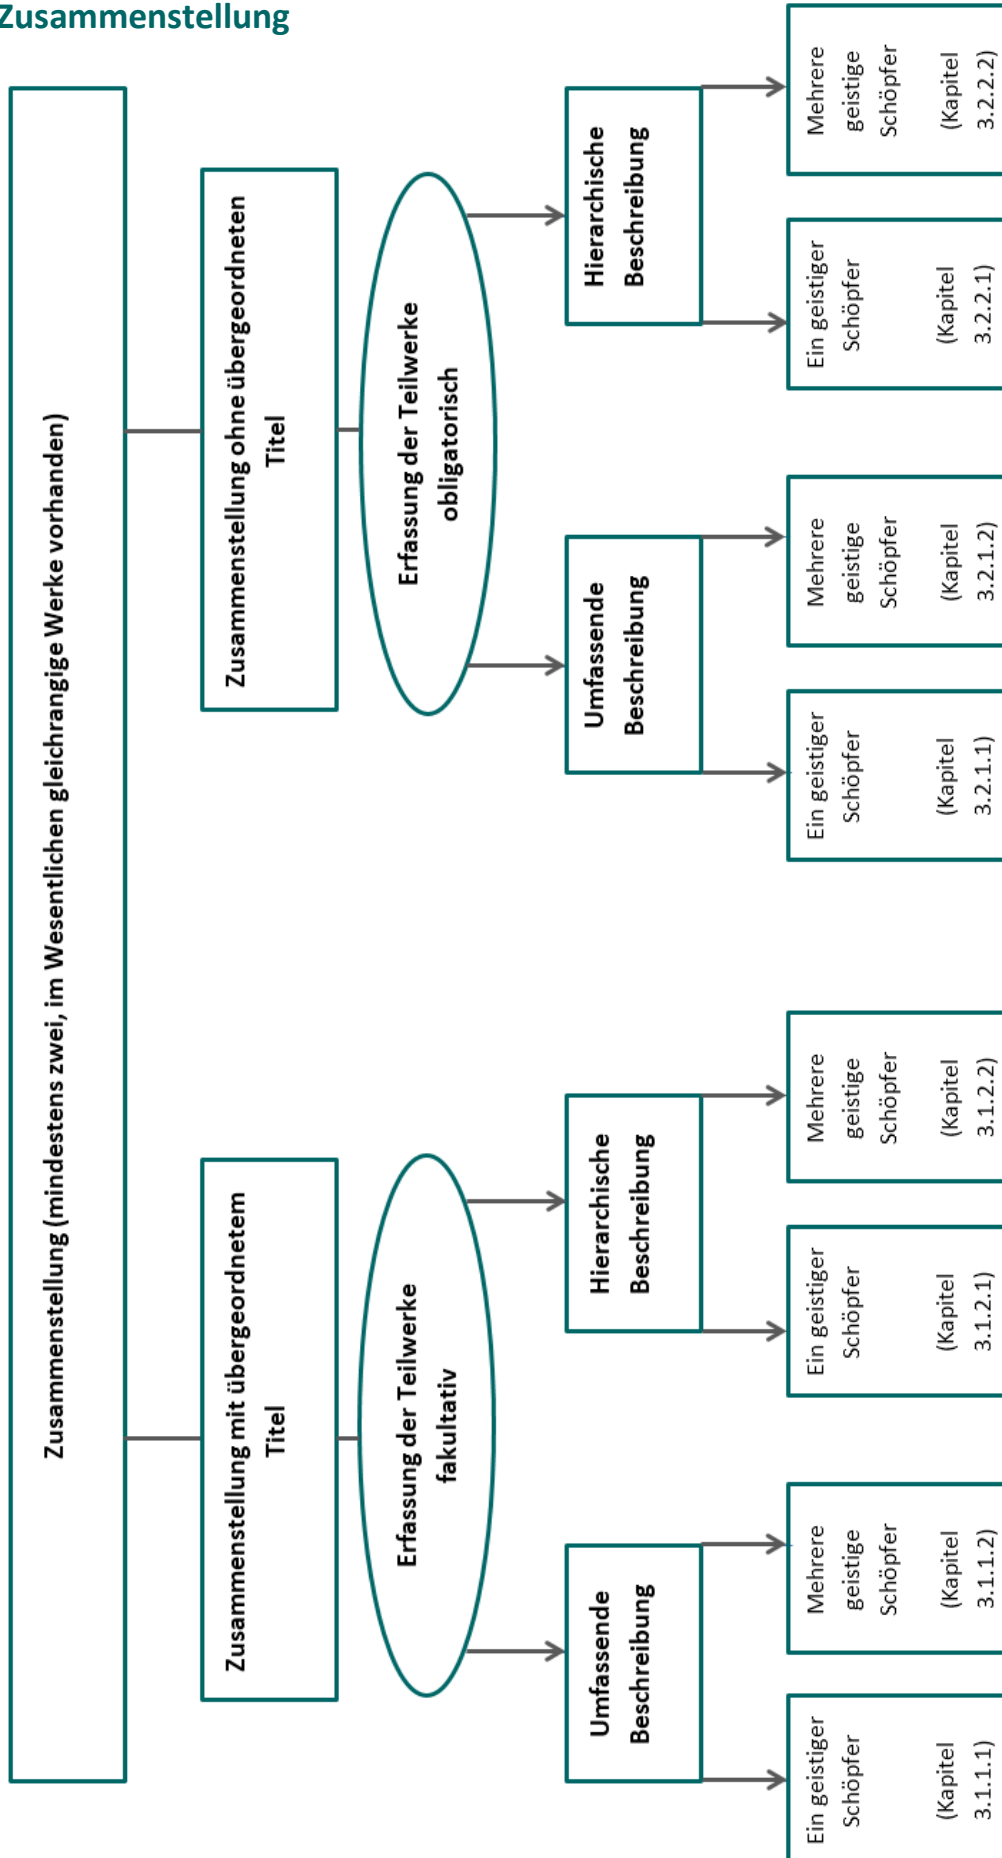 Zusammenstellung
Zusammenstellung (mindestens zwei, im Wesentlichen gleichrangige Werke vorhanden)
Zusammenstellung mit übergeordnetem
Titel
Zusammenstellung ohne übergeordneten
Titel
Erfassung der Teilwerke
fakultativ
Erfassung der Teilwerke
obligatorisch
Umfassende
Beschreibung
Hierarchische
Beschreibung
Umfassende
Beschreibung
Hierarchische
Beschreibung
Ein geistiger
Schöpfer
(Kapitel
3.1.1.1)
Mehrere
geistige
Schöpfer
(Kapitel
3.1.1.2)
Ein geistiger
Schöpfer
(Kapitel
3.1.2.1)
Mehrere
geistige
Schöpfer
(Kapitel
3.1.2.2)
Ein geistiger
Schöpfer
(Kapitel
3.2.1.1)
Mehrere
geistige
Schöpfer
(Kapitel
3.2.1.2)
Ein geistiger
Schöpfer
(Kapitel
3.2.2.1)
Mehrere
geistige
Schöpfer
(Kapitel
3.2.2.2)